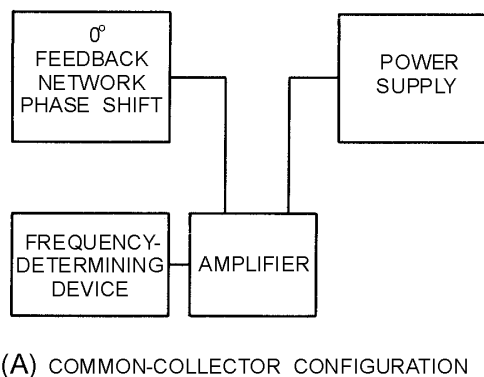 0°
FEEDBACK
NETWORK
PHASE SHIFT
POWER
SUPPLY
FREQUENCY-
DETERMINING
DEVICE
AMPLIFIER
(A) COMMON-COLLECTOR CONFIGURATION